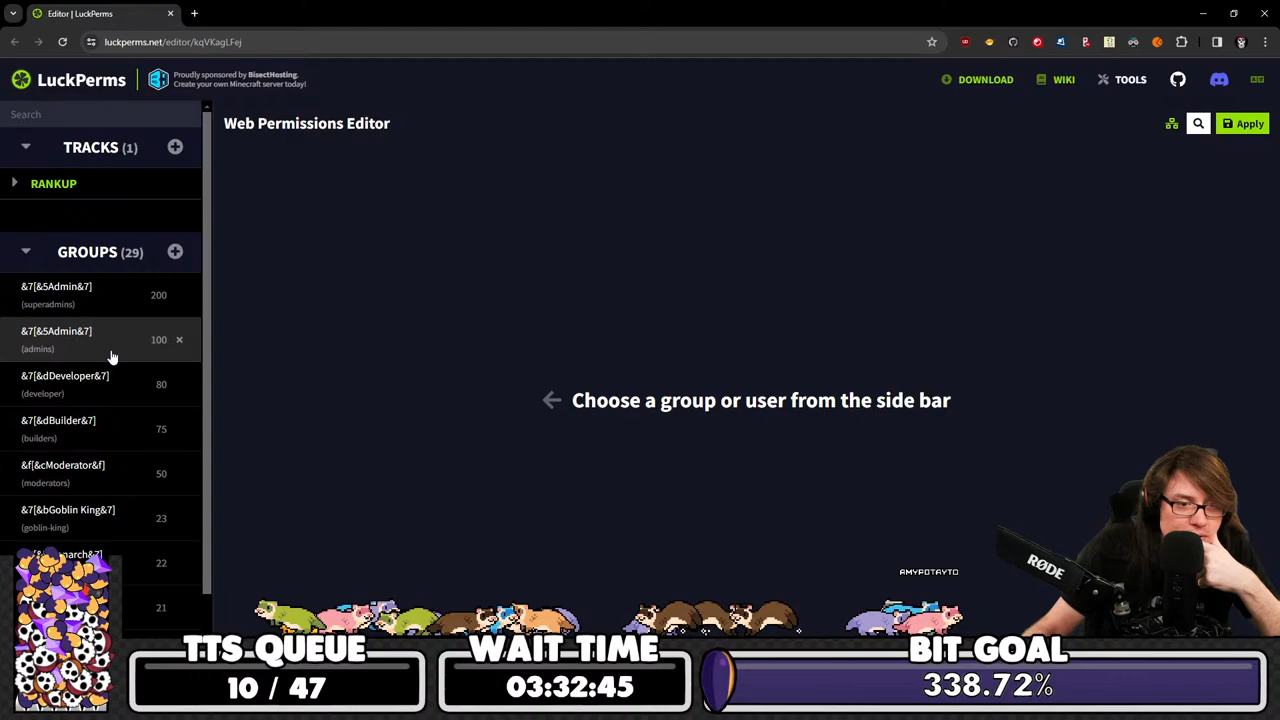 Editor | LuckPerms
luckperms.net/editor/kqVKagLFej
LuckPerms
Proudly sponsored by BisectHosting.
Create your own Minecraft server today!
DOWNLOAD
WIKI
TOOLS
Search
Web Permissions Editor
Apply
TRACKS (1)
RANKUP
GROUPS (29)
&7[&5Admin&7]
(superadmins)
200
&7[&5Admin&7]
(admins)
100
&7[&dDeveloper&7]
(developer)
80
&7[&dBuilder&7]
(builders)
75
&f[&cModerator&f]
(moderators)
50
&7[&bGoblin King&7]
(goblin-king)
23
22
21
Choose a group or user from the side bar
RØDE
AMYPOTAYTO
TTS QUEUE
10 / 47
WAIT TIME
03:32:45
BIT GOAL
338.72%